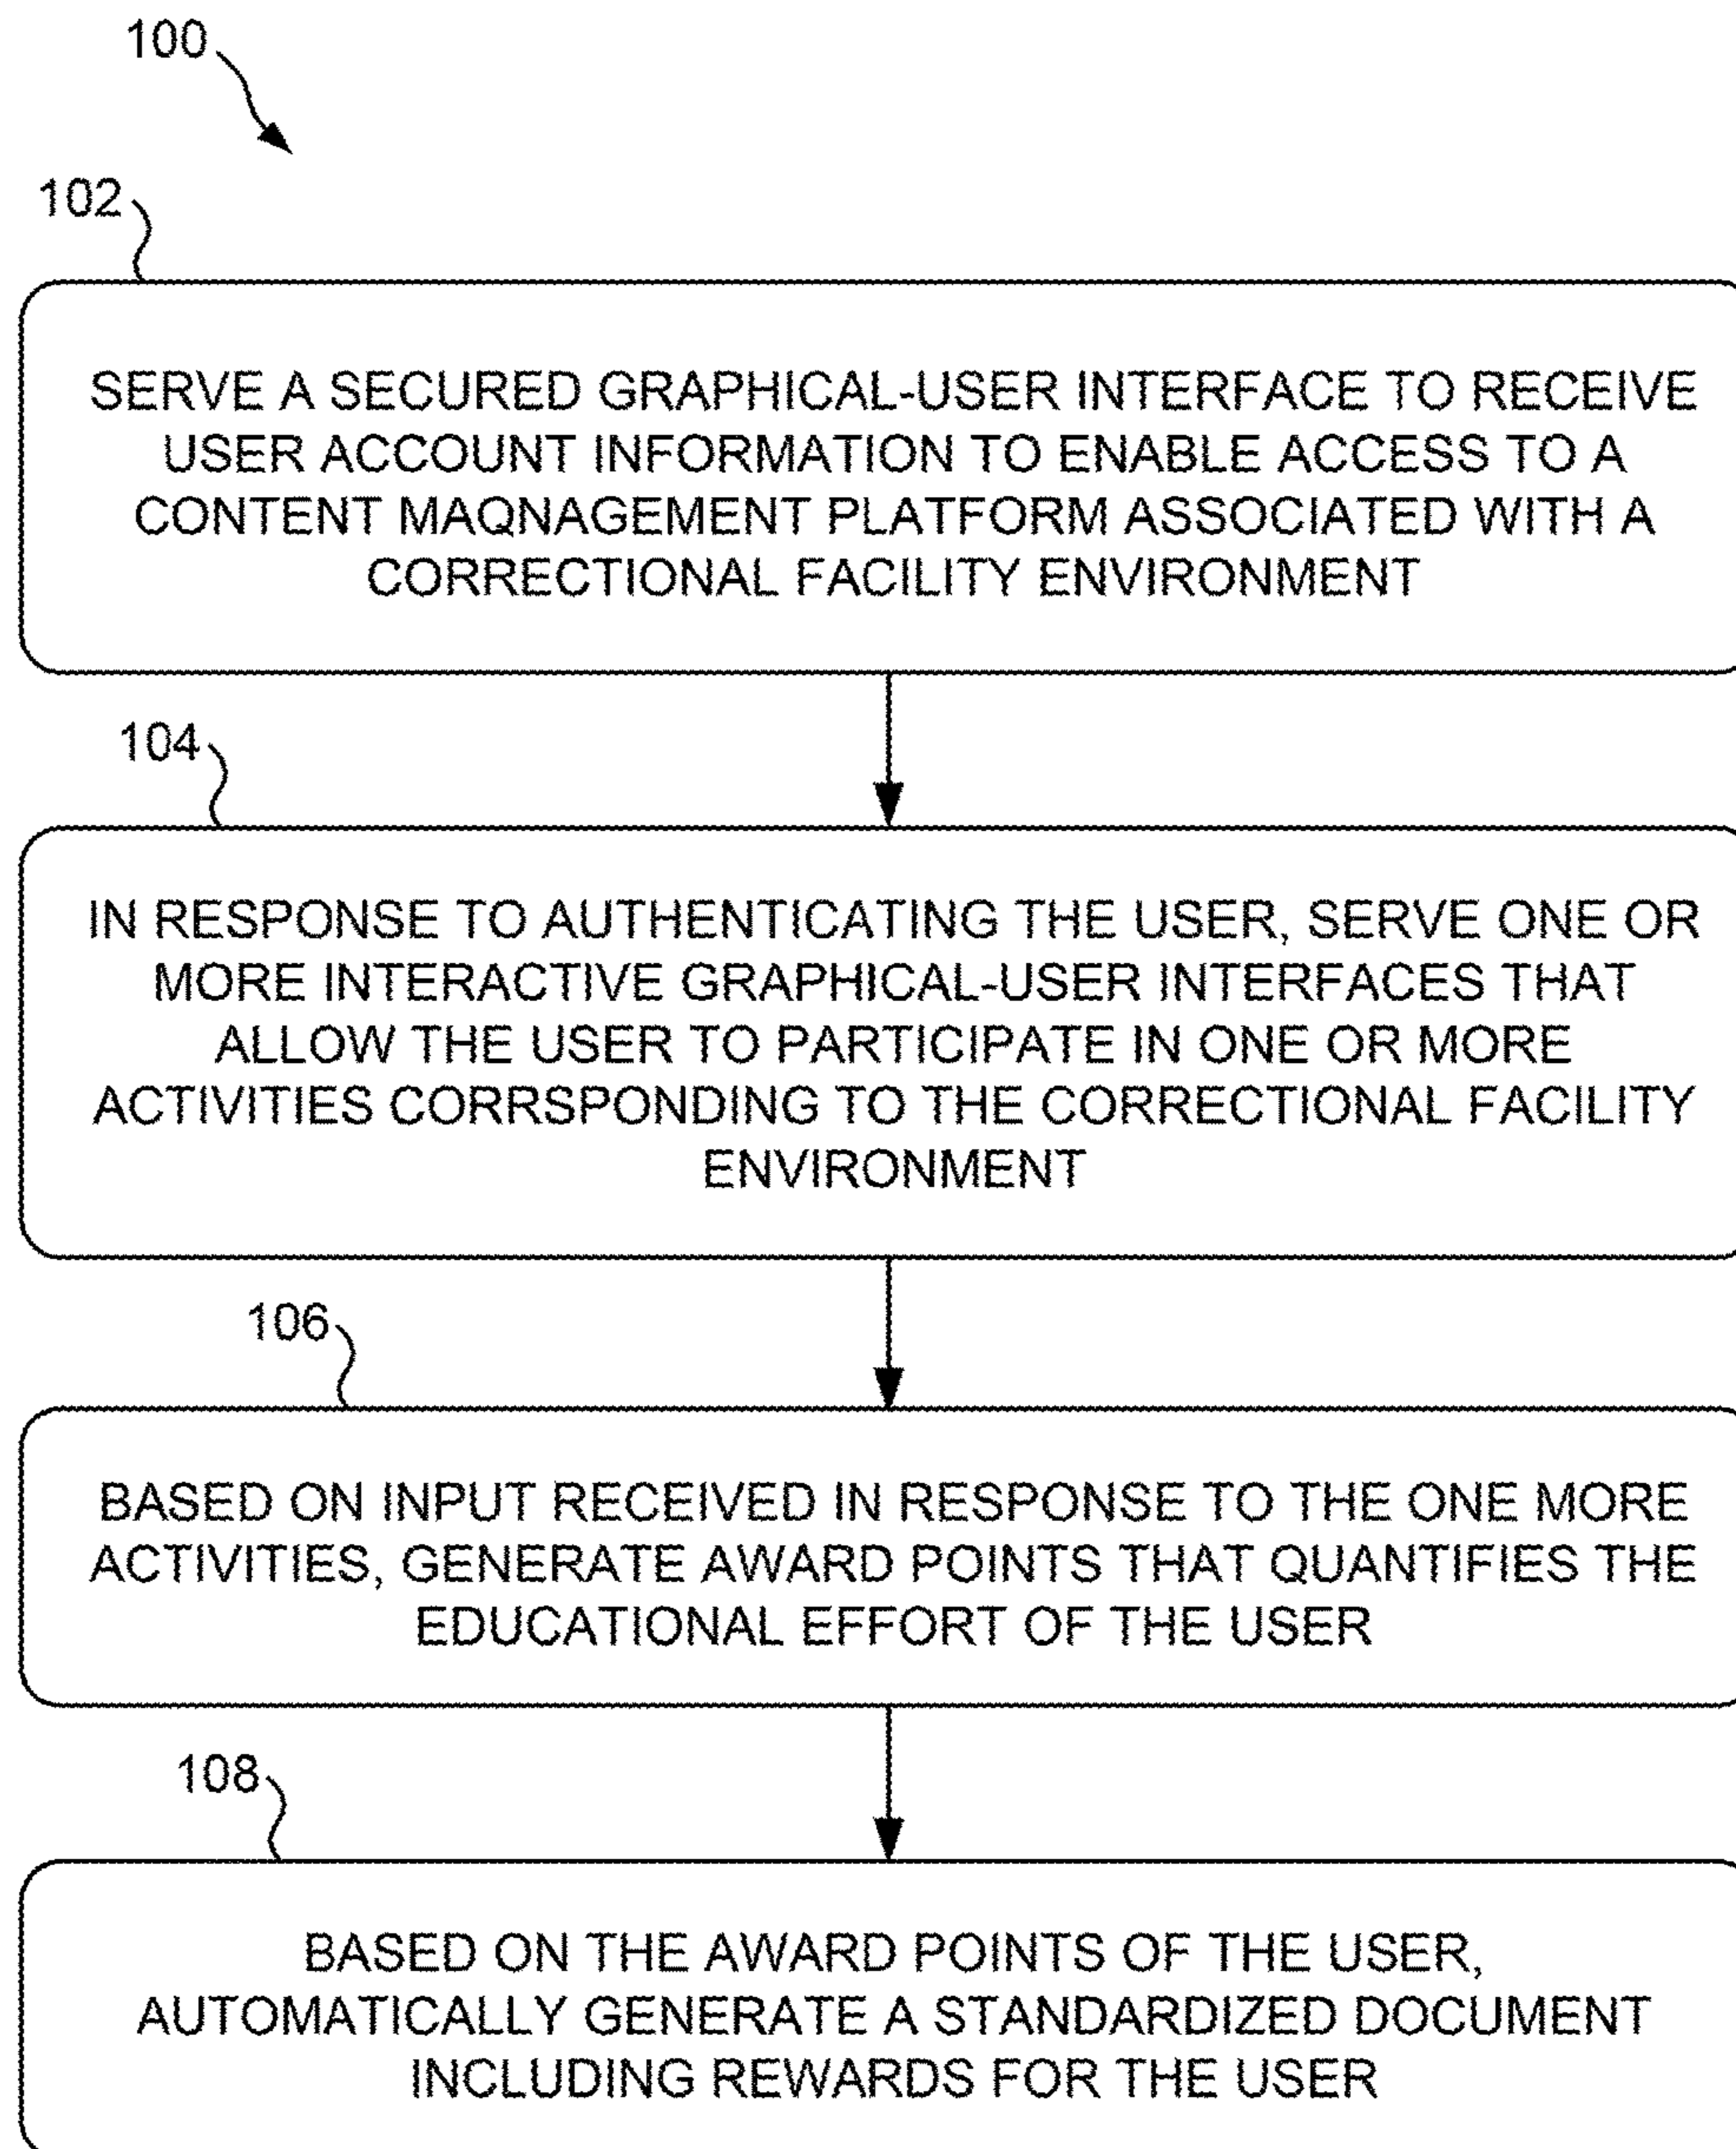 100
102
SERVE A SECURED GRAPHICAL-USER INTERFACE TO RECEIVE
USER ACCOUNT INFORMATION TO ENABLE ACCESS TO A
CONTENT MAQNAGEMENT PLATFORM ASSOCIATED WITH A
CORRECTIONAL FACILITY ENVIRONMENT
104
IN RESPONSE TO AUTHENTICATING THE USER, SERVE ONE OR
MORE INTERACTIVE GRAPHICAL-USER INTERFACES THAT
ALLOW THE USER TO PARTICIPATE IN ONE OR MORE
ACTIVITIES CORRSPONDING TO THE CORRECTIONAL FACILITY
ENVIRONMENT
106
BASED ON INPUT RECEIVED IN RESPONSE TO THE ONE MORE
ACTIVITIES, GENERATE AWARD POINTS THAT QUANTIFIES THE
EDUCATIONAL EFFORT OF THE USER
108
BASED ON THE AWARD POINTS OF THE USER,
AUTOMATICALLY GENERATE A STANDARDIZED DOCUMENT
INCLUDING REWARDS FOR THE USER